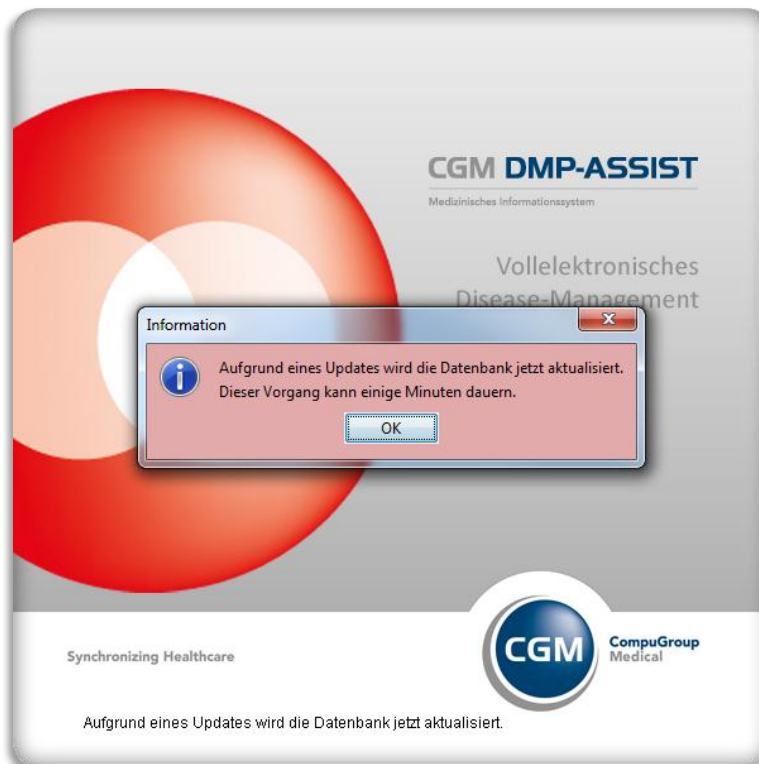 CGM DMP-ASSIST
Medizinisches Informationssystem
Vollelektronisches
Disease-Management
Information
Aufgrund eines Updates wird die Datenbank jetzt aktualisiert.
Dieser Vorgang kann einige Minuten dauern.
OK
CGM
CompuGroup
Medical
Synchronizing Healthcare
Aufgrund eines Updates wird die Datenbank jetzt aktualisiert.